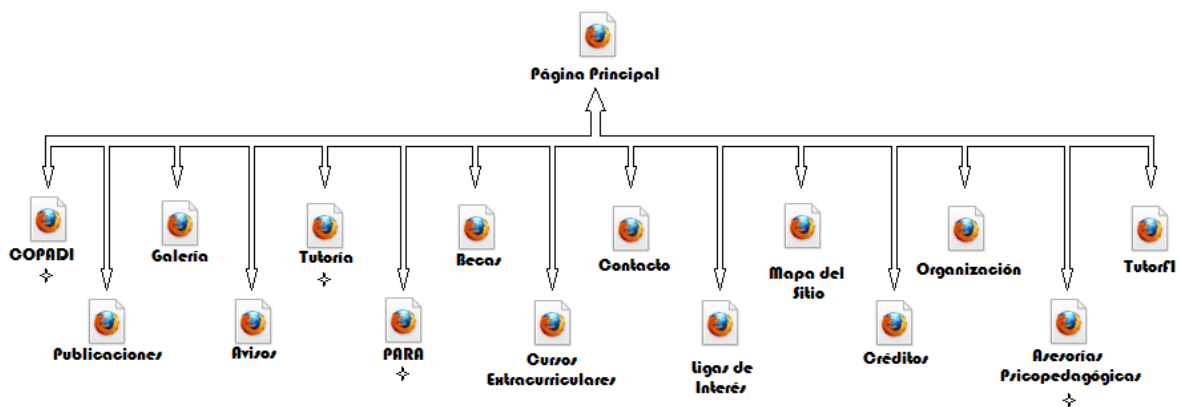 Página Principal
COPADI
Galería
Tutoría
Becas
Contacto
Mapa del
Sitio
Organización
TutorFI
Publicaciones
Avisos
PARA
Cursos
Extracurriculares
Ligas de
Interés
Créditos
Asesorías
Psicopedagógicas